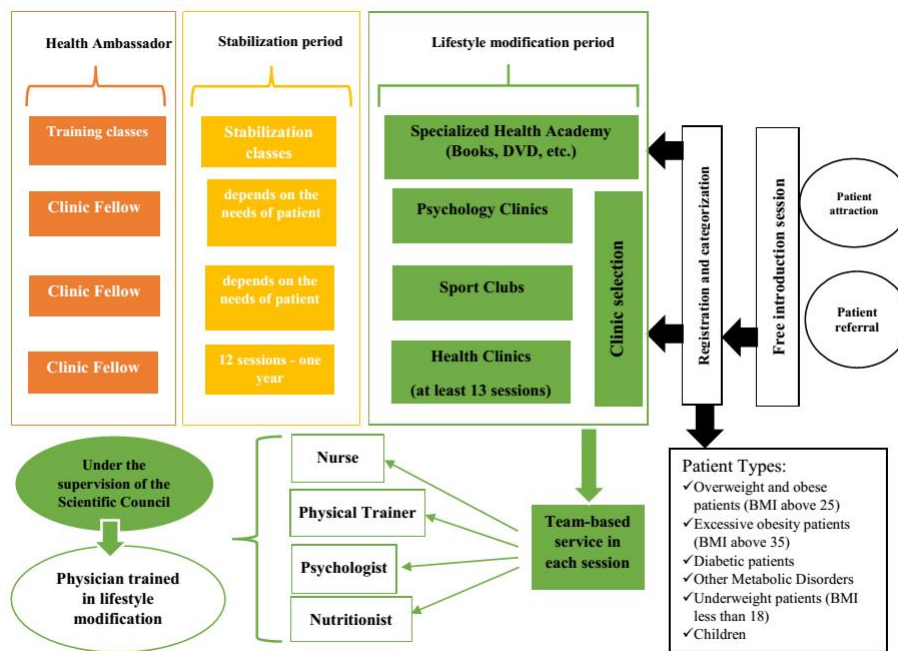 Health Ambassador
Training classes
Clinic Fellow
Clinic Fellow
Clinic Fellow
Stabilization period
Stabilization
classes
depends on the
needs of patient
depends on the
needs of patient
12 sessions - one
year
Lifestyle modification period
Specialized Health Academy
(Books, DVD, etc.)
Psychology Clinics
Sport Clubs
Health Clinics
(at least 13 sessions)
Clinic selection
Registration and categorization
Free introduction session
Patient
attraction
Patient
referral
Under the
supervision of the
Scientific Council
Physician trained
in lifestyle
modification
Nurse
Physical Trainer
Psychologist
Nutritionist
Team-based
service in
each session
Patient Types:
✓Overweight and obese
patients (BMI above 25)
✓Excessive obesity patients
(BMI above 35)
✓Diabetic patients
✓Other Metabolic Disorders
✓Underweight patients (BMI
less than 18)
✓Children